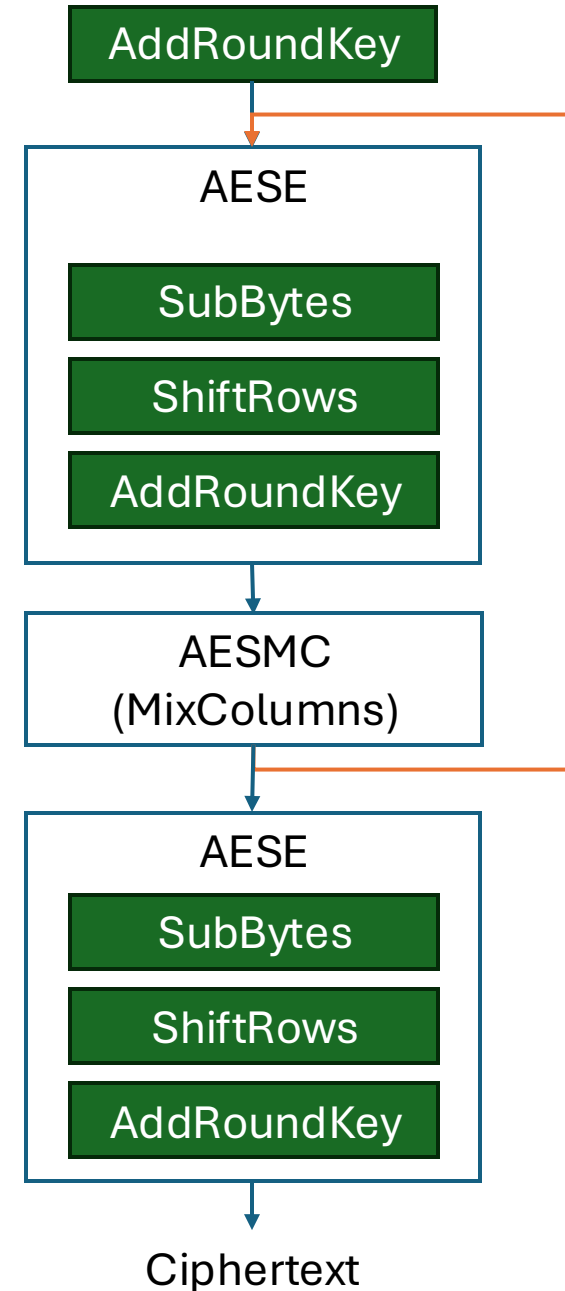 AddRoundKey
AESE
SubBytes
ShiftRows
AddRoundKey
AESMC
(MixColumns)
AESE
SubBytes
ShiftRows
AddRoundKey
Ciphertext